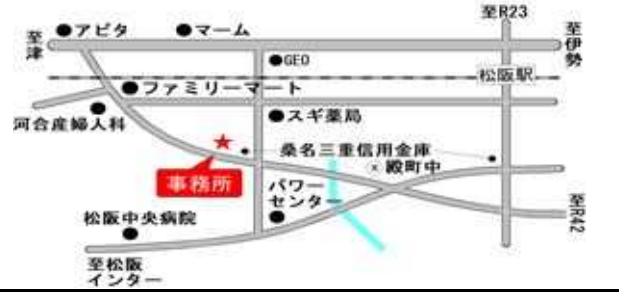 至R23
アピタ
マーム
至津
至伊勢
GEO
松阪駅
ファミリーマート
河合産婦人科
スギ薬局
桑名三重信用金庫
×殿町中
事務所
パワー
センター
至R42
松阪中央病院
至松阪
インター